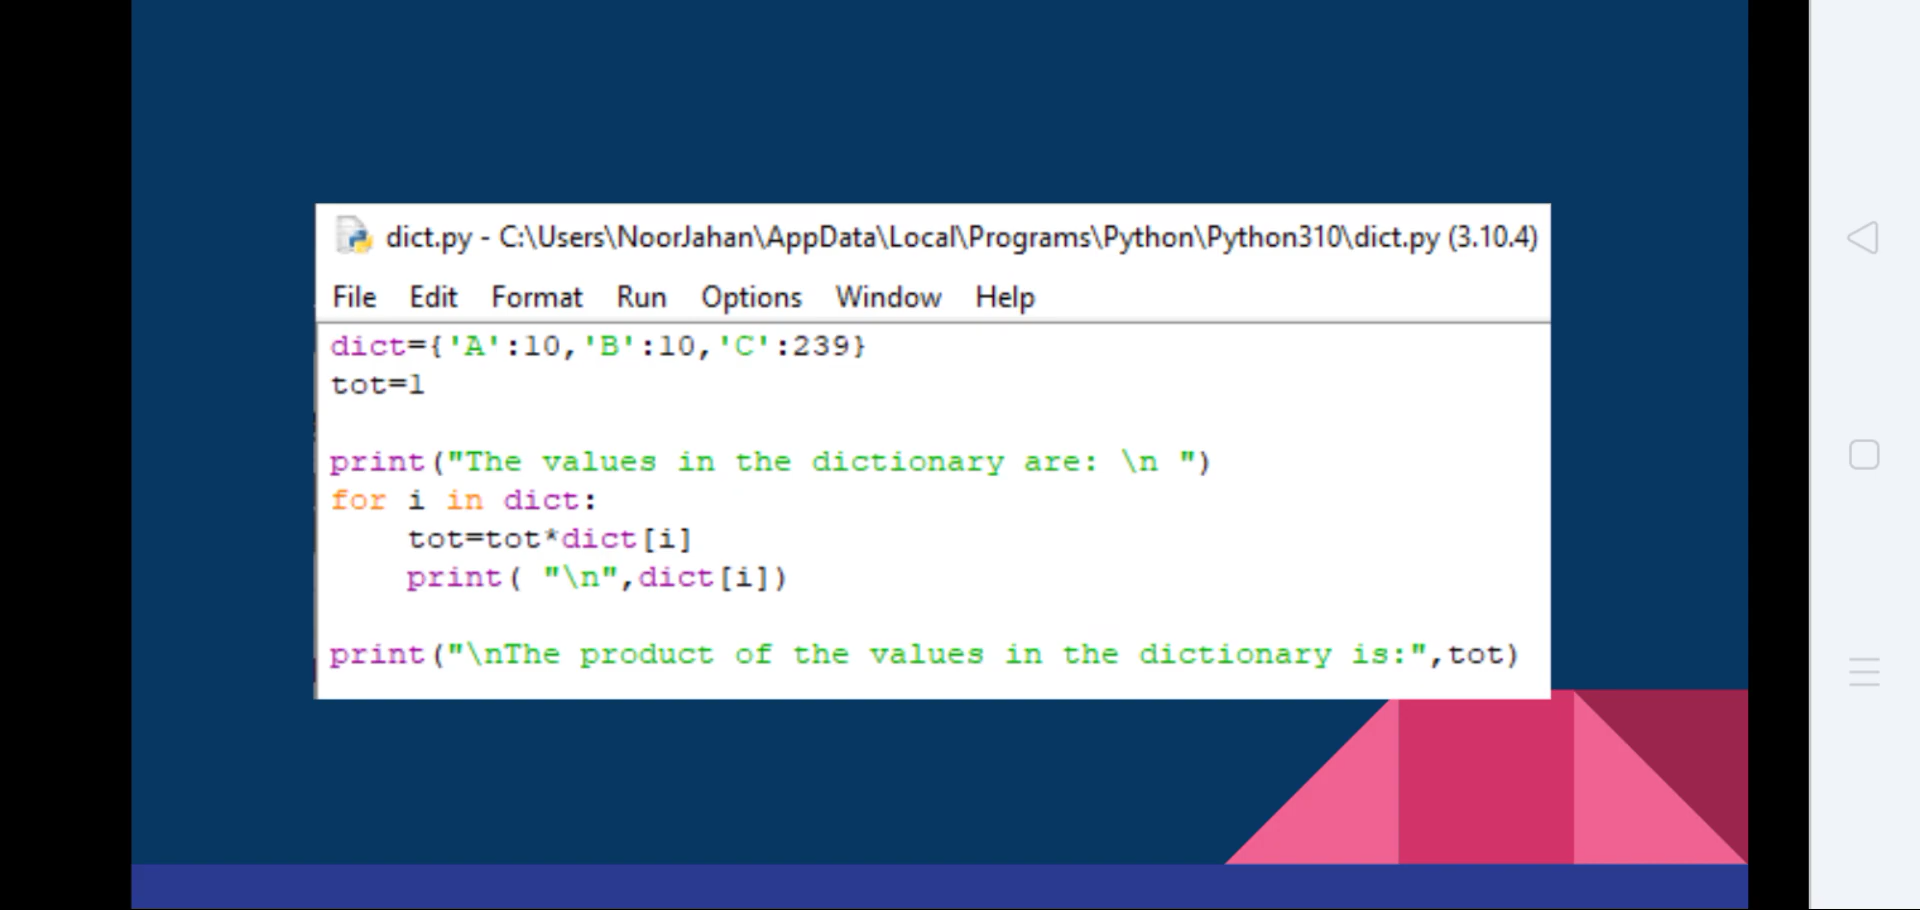 dict.py - C:\Users\NoorJahan\AppData\Local\Programs\Python\Python310\dict.py (3.10.4)
File Edit Format Run Options Window Help
dict={'A':10,'B':10,'C':239}
tot=1
print("The values in the dictionary are: \n ")
for i in dict:
    tot=tot*dict[i]
    print( "\n",dict[i])
print("\nThe product of the values in the dictionary is:",tot)